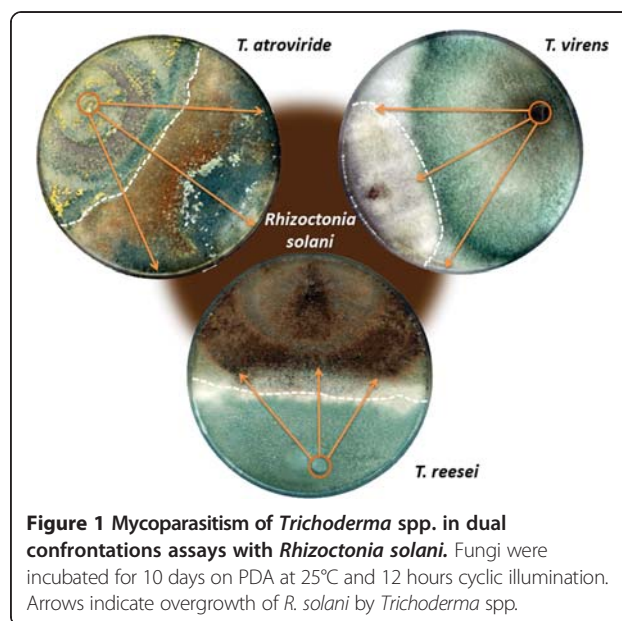 T. atroviride
T. virens
Rhizoctonia
solani
T. reesei
Figure 1 Mycoparasitism of Trichoderma spp. in dual
confrontations assays with Rhizoctonia solani. Fungi were
incubated for 10 days on PDA at 25°C and 12 hours cyclic illumination.
Arrows indicate overgrowth of R. solani by Trichoderma spp.